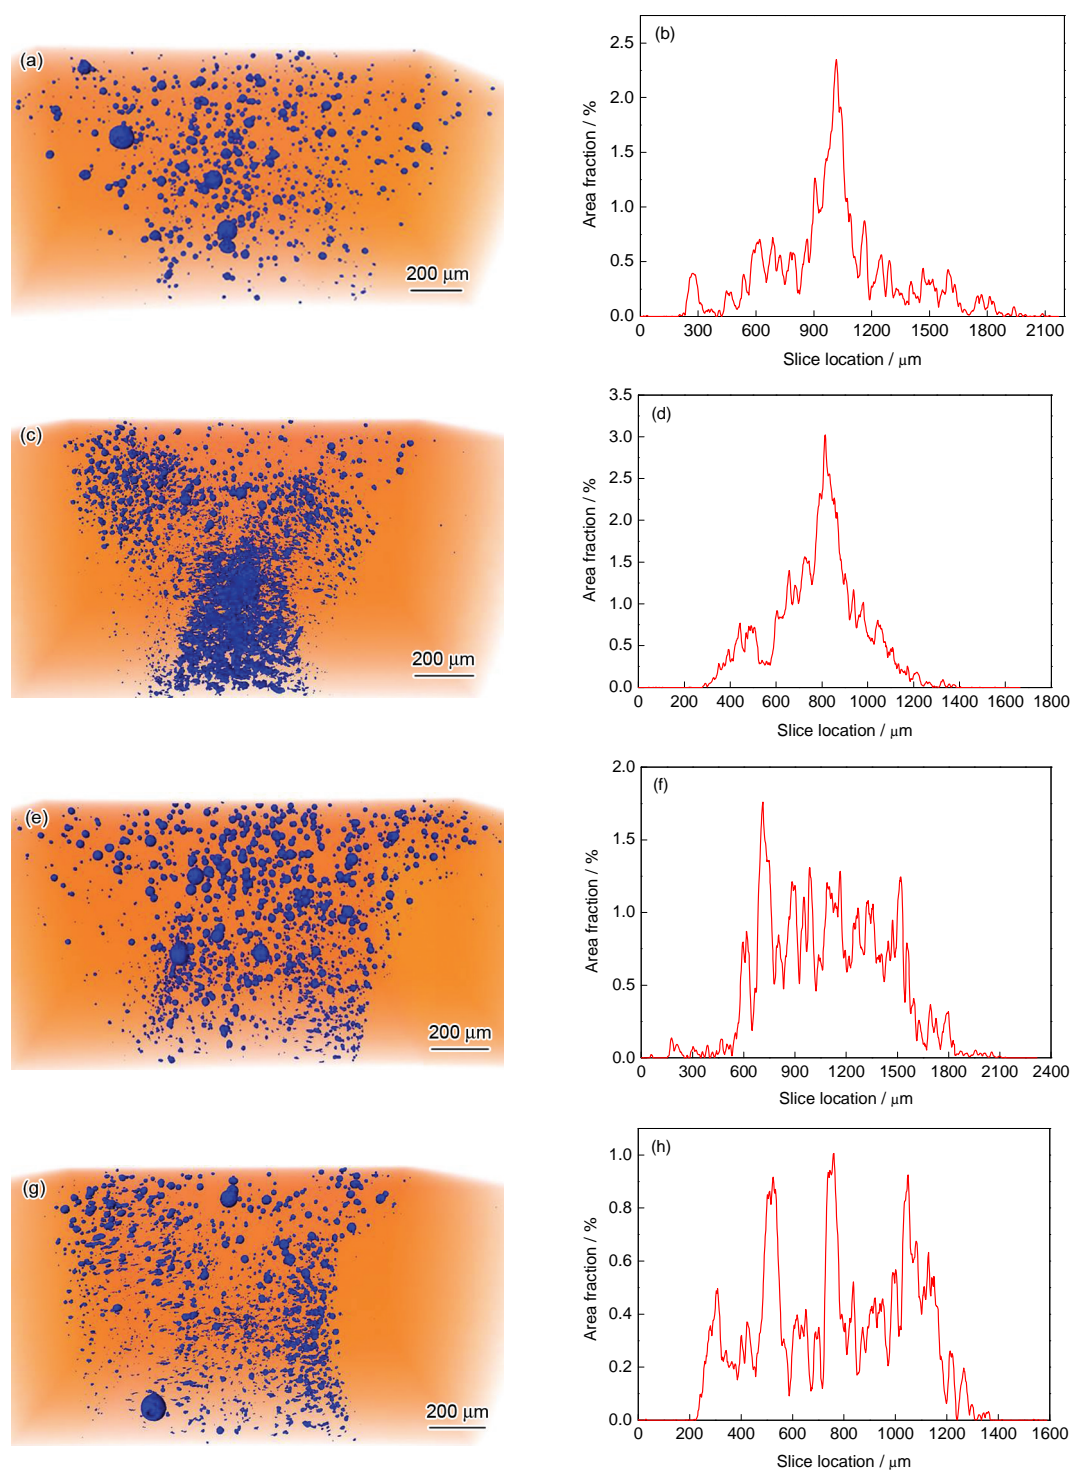 (a)
200 μm
(b)
2.5
2.0
1.5
1.0
0.5
0.0
300 600 900 1200 1500 1800 2100
Area fraction / %
Slice location / μm
(c)
200 μm
(d)
3.5
3.0
2.5
2.0
1.5
1.0
0.5
0.0
0 200 400 600 800 1000 1200 1400 1600 1800
Area fraction / %
Slice location / μm
(e)
200 μm
(f)
2.0
1.5
1.0
0.5
0.0
0 300 600 900 1200 1500 1800 2100 2400
Area fraction / %
Slice location / μm
(g)
200 μm
(h)
1.0
0.8
0.6
0.4
0.2
0.0
0 200 400 600 800 1000 1200 1400 1600
Area fraction / %
Slice location / μm